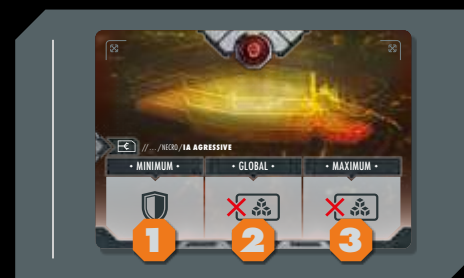 // ... /NECRO/IA AGRESSIVE
• MINIMUM • • GLOBAL • • MAXIMUM •
1 2 3